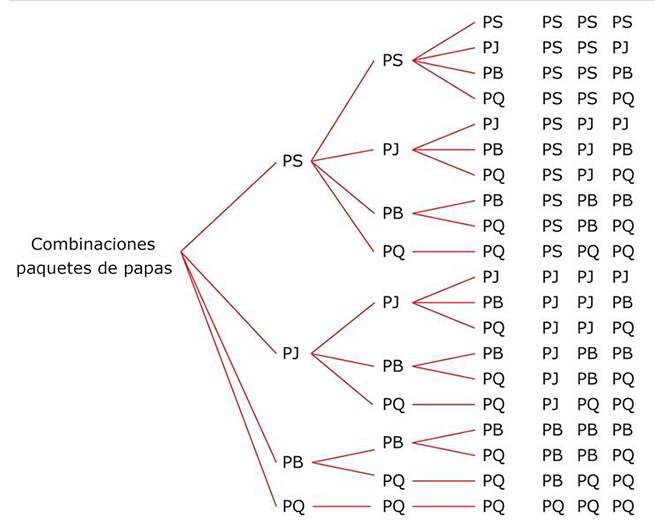 PS PS PS PS
PS PJ PS PS PJ
PB PS PS PB
PQ PS PS PQ
PJ PS PJ PJ
PJ PB PS PJ PB
PS PQ PS PJ PQ
PB PS PB PB
PB PQ PS PB PQ
Combinaciones
paquetes de papas
PQ PQ PS PQ PQ
PJ PJ PJ PJ
PJ PB PJ PJ PB
PQ PJ PJ PQ
PJ PB PJ PB PB
PB PQ PJ PB PQ
PQ PQ PJ PQ PQ
PB PB PB PB
PB PB PQ PB PB PQ
PQ PQ PB PQ PQ
PQ PQ PQ PQ PQ PQ